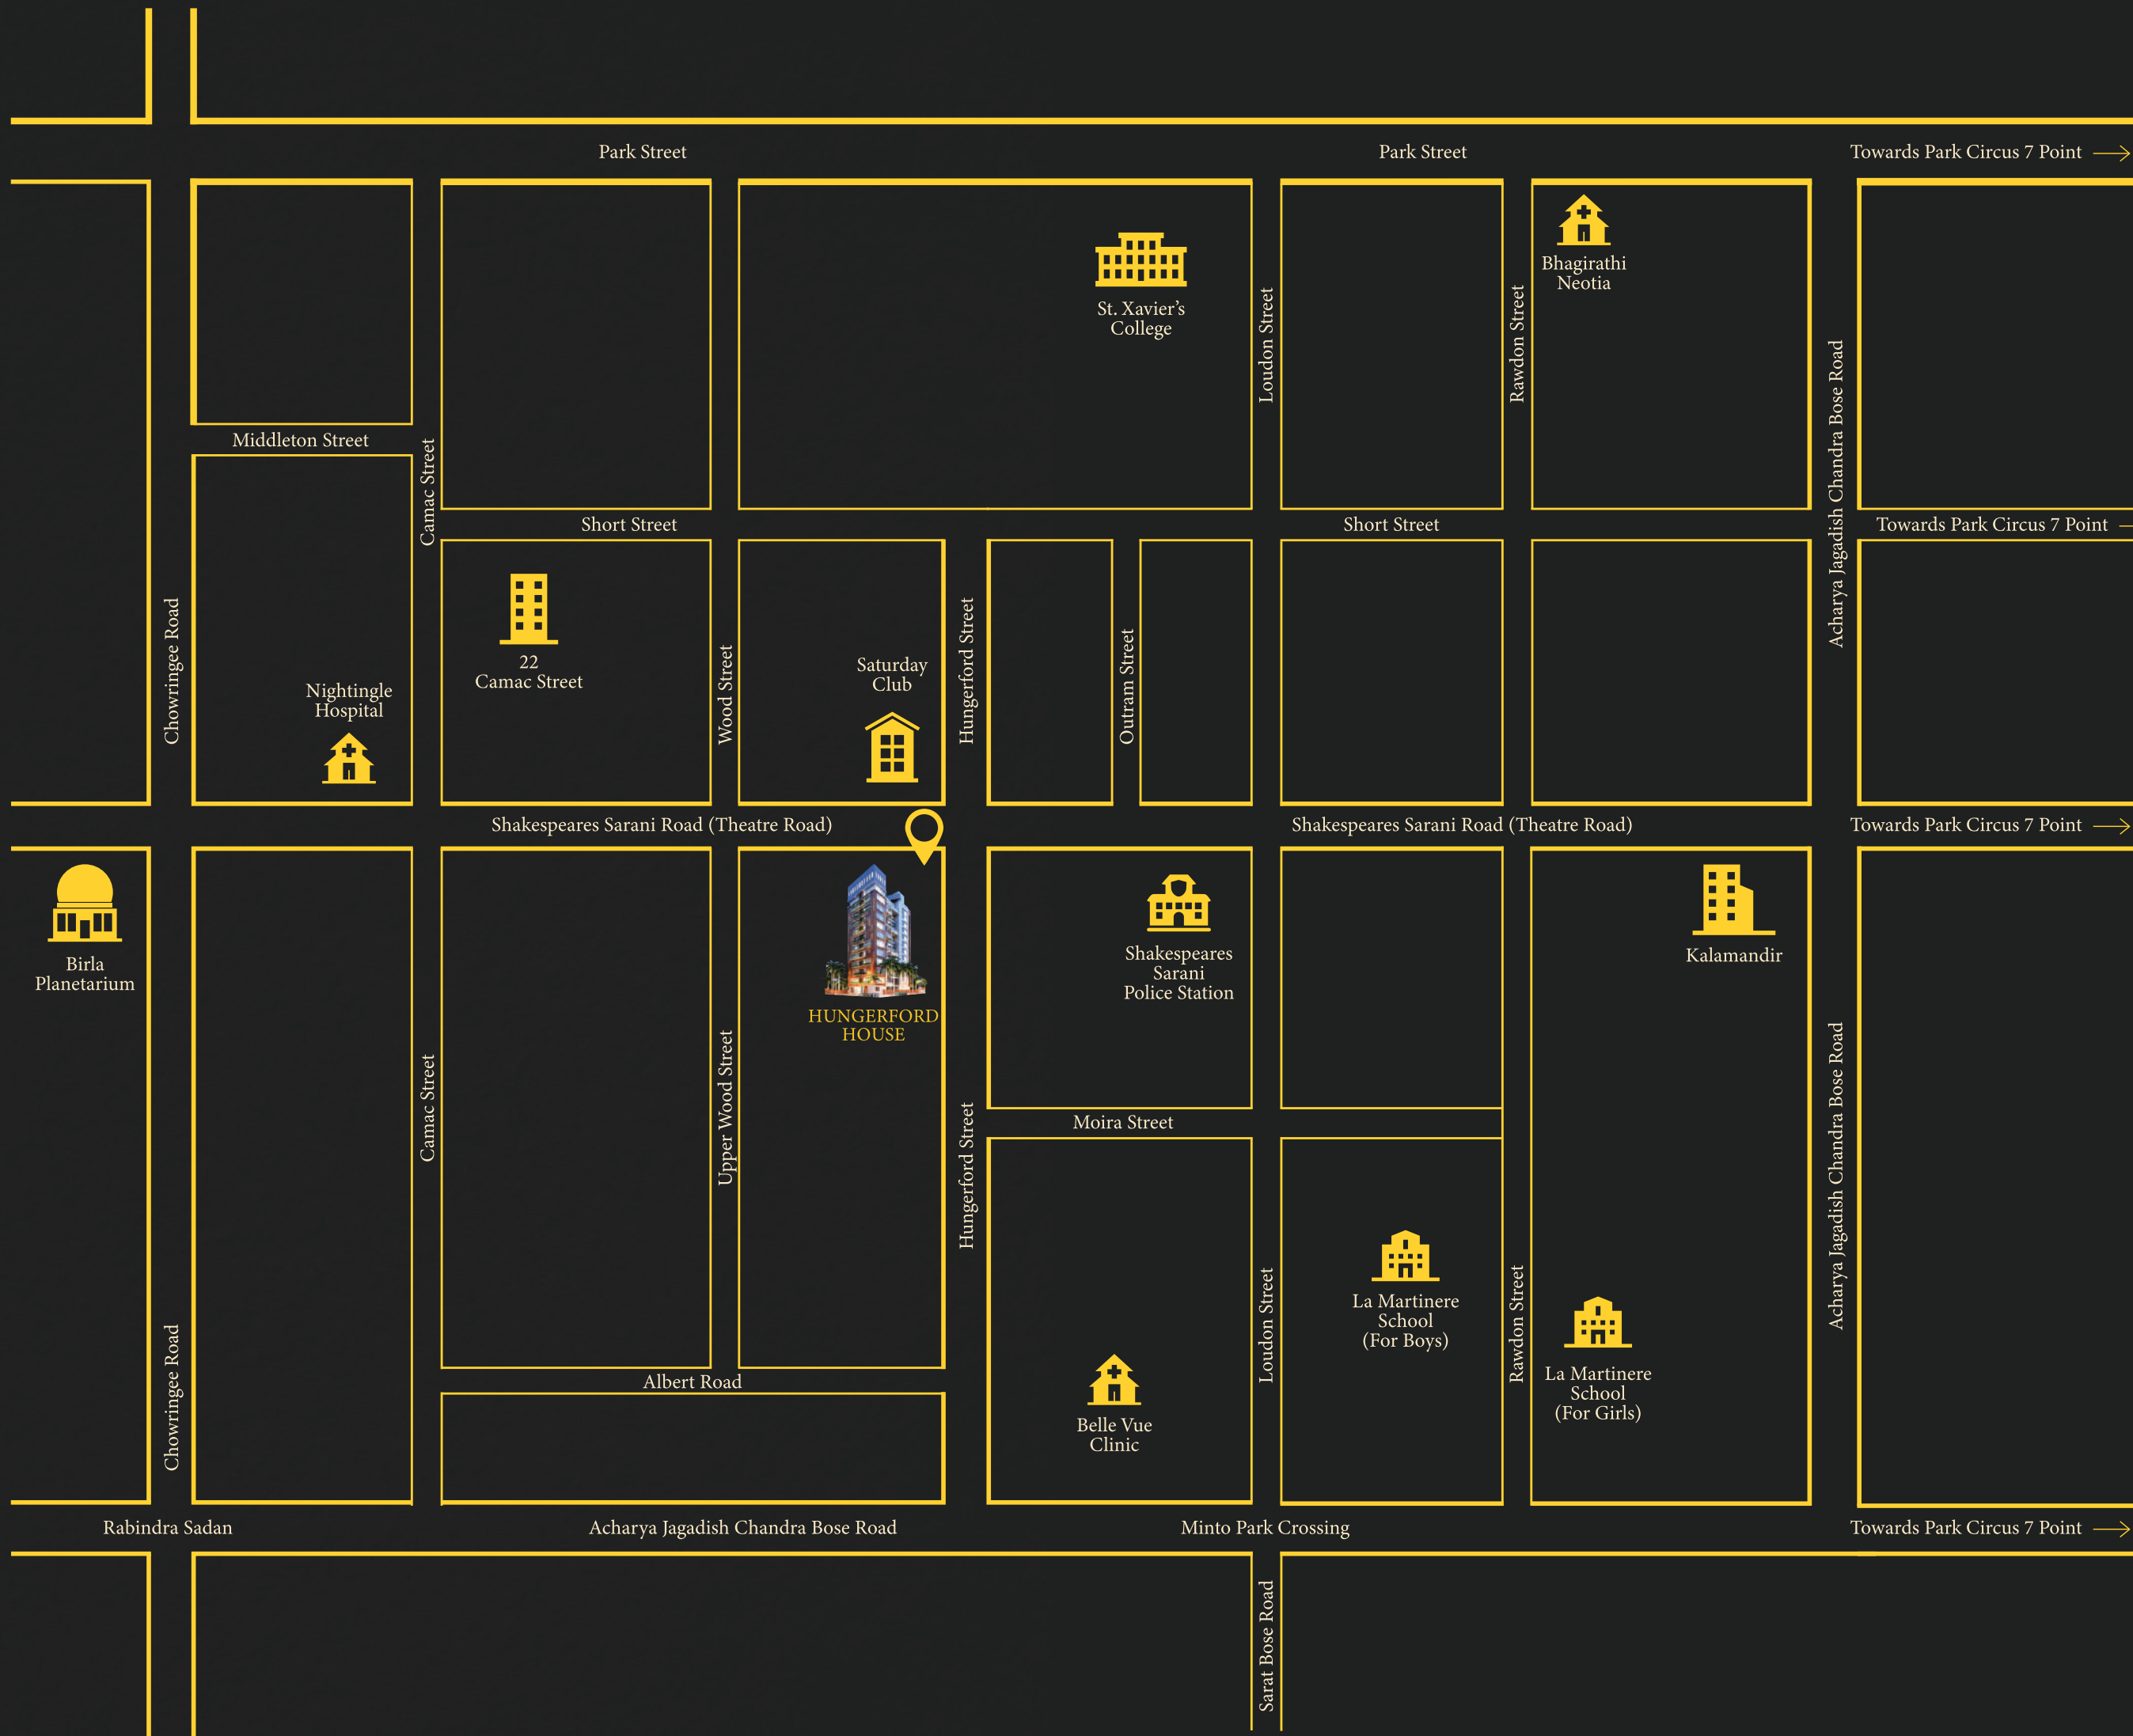 Park Street
Park Street
Towards Park Circus 7 Point
Bhagirathi
Neotia
St. Xavier's
College
Loudon Street
Rawdon Street
Acharya Jagadish Chandra Bose Road
Middleton Street
Camac Street
Short Street
Short Street
Towards Park Circus 7 Point
Chowringee Road
Nightingle
Hospital
22
Camac Street
Wood Street
Saturday
Club
Hungerford Street
Outram Street
Shakespeares Sarani Road (Theatre Road)
Shakespeares Sarani Road (Theatre Road)
Towards Park Circus 7 Point
Birla
Planetarium
HUNGERFORD
HOUSE
Shakespeares
Sarani
Police Station
Kalamandir
Camac Street
Upper Wood Street
Hungerford Street
Moira Street
Acharya Jagadish Chandra Bose Road
Chowringee Road
Albert Road
Belle Vue
Clinic
Loudon Street
La Martinere
School
(For Boys)
Rawdon Street
La Martinere
School
(For Girls)
Rabindra Sadan
Acharya Jagadish Chandra Bose Road
Minto Park Crossing
Towards Park Circus 7 Point
Sarat Bose Road